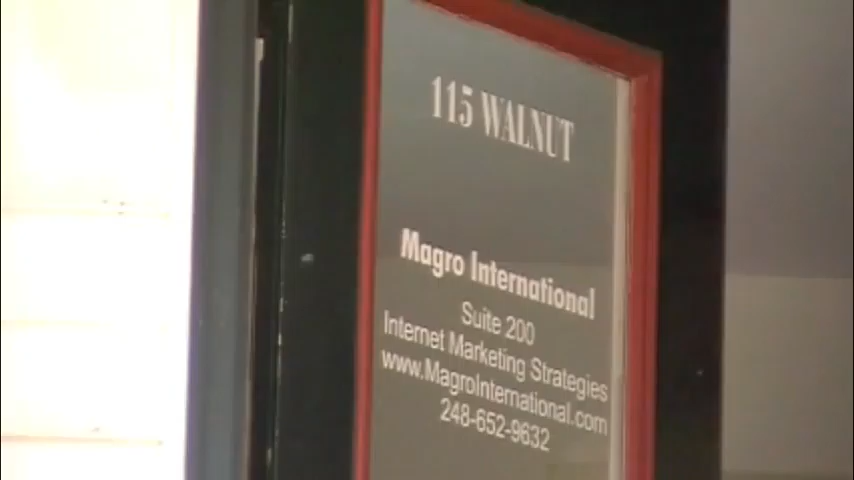 115 WALNUT
Magro International
Suite 200
Internet Marketing Strategies
www.MagroInternational.com
248-652-9632